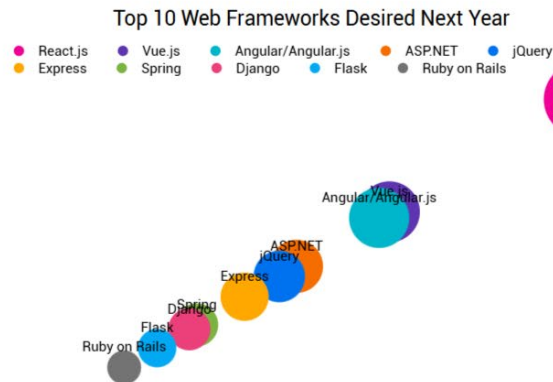 Top 10 Web Frameworks Desired Next Year
React.js Vue.js Angular/Angular.js ASP.NET jQuery
Express Spring Django Flask Ruby on Rails
Vue.js
Angular/Angular.js
ASP.NET
jQuery
Express
Spring
Django
Flask
Ruby on Rails